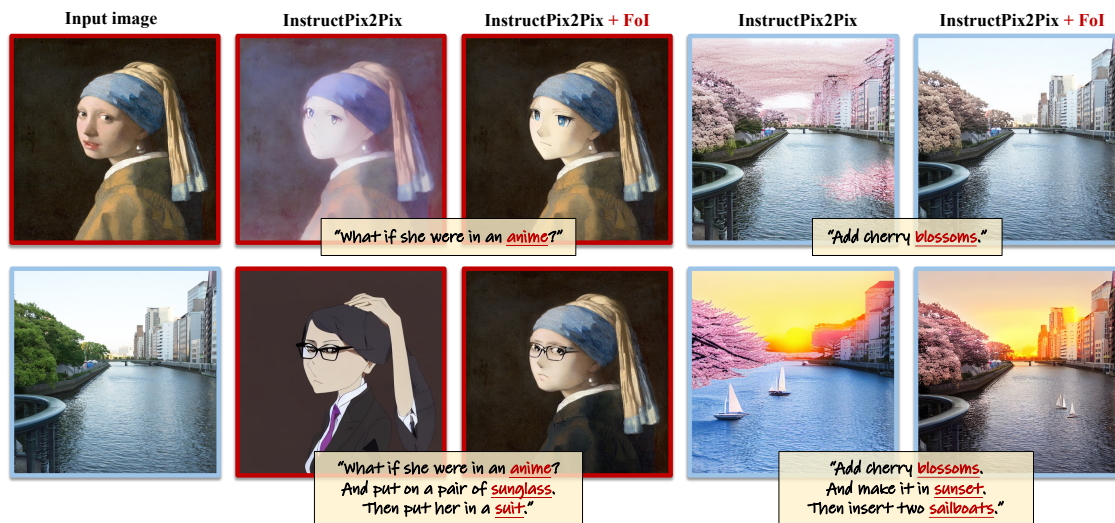 Input image
InstructPix2Pix
InstructPix2Pix + FoI
InstructPix2Pix
InstructPix2Pix + FoI
"What if she were in an anime?"
"Add cherry blossoms."
"What if she were in an anime?
And put on a pair of sunglass.
Then put her in a suit."
"Add cherry blossoms.
And make it in sunset.
Then insert two sailboats."